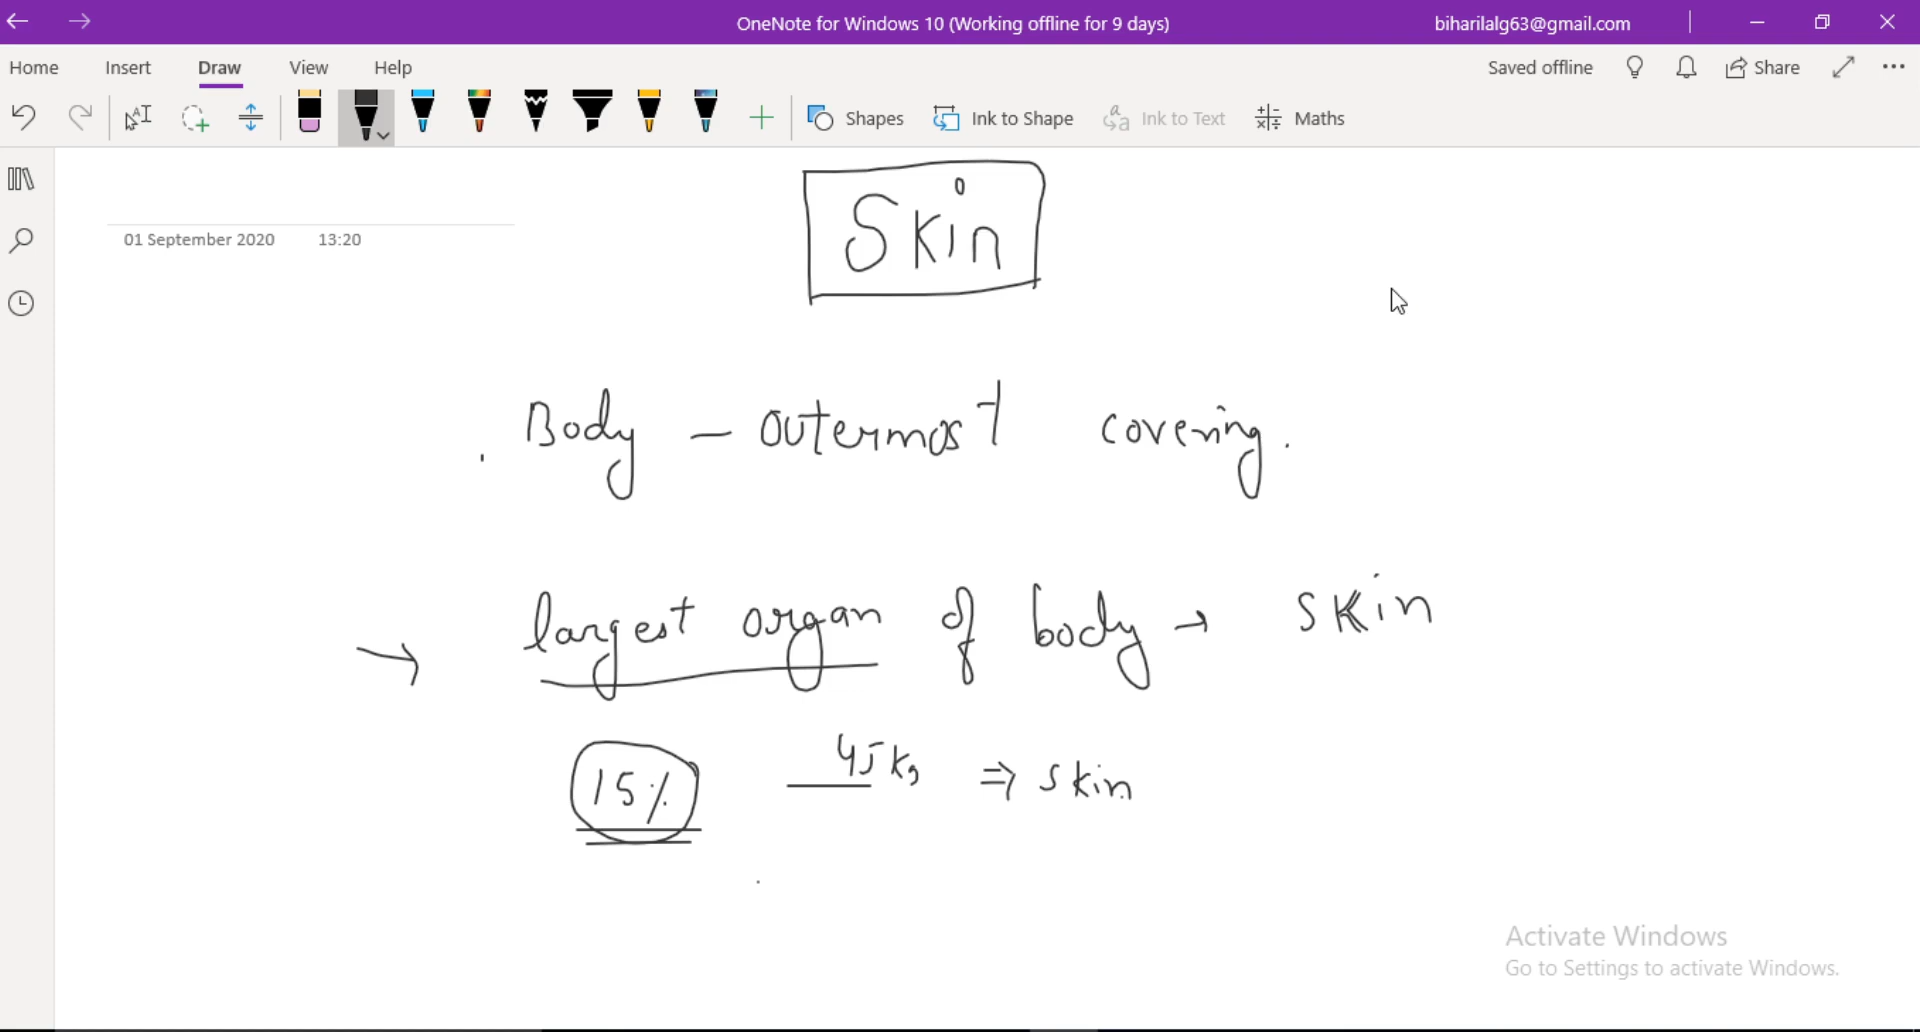 OneNote for Windows 10 (Working offline for 9 days) biharilalg63@gmail.com
Home Insert Draw View Help Saved offline Share
Shapes Ink to Shape Ink to Text Maths
Skin
01 September 2020 13:20
Body – outermost covering.
→ largest organ of body → skin
15% 45kg ⇒ skin
Activate Windows
Go to Settings to activate Windows.